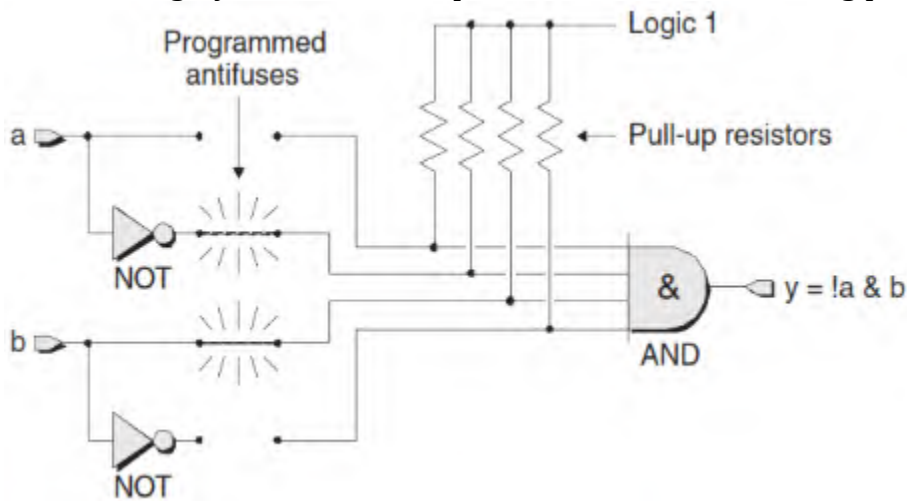 Logic 1
Programmed
antifuses
a
Pull-up resistors
NOT
&
y = !a & b
b
AND
NOT